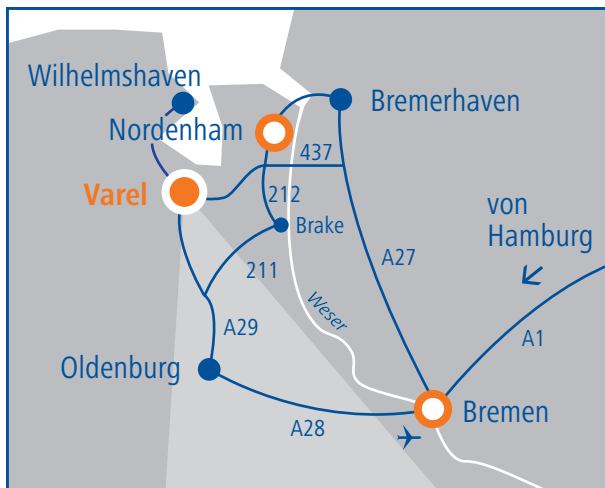 Wilhelmshaven
Bremerhaven
Nordenham
437
Varel
212
von
Hamburg
Brake
A27
211
Weser
A29
A1
Oldenburg
Bremen
A28